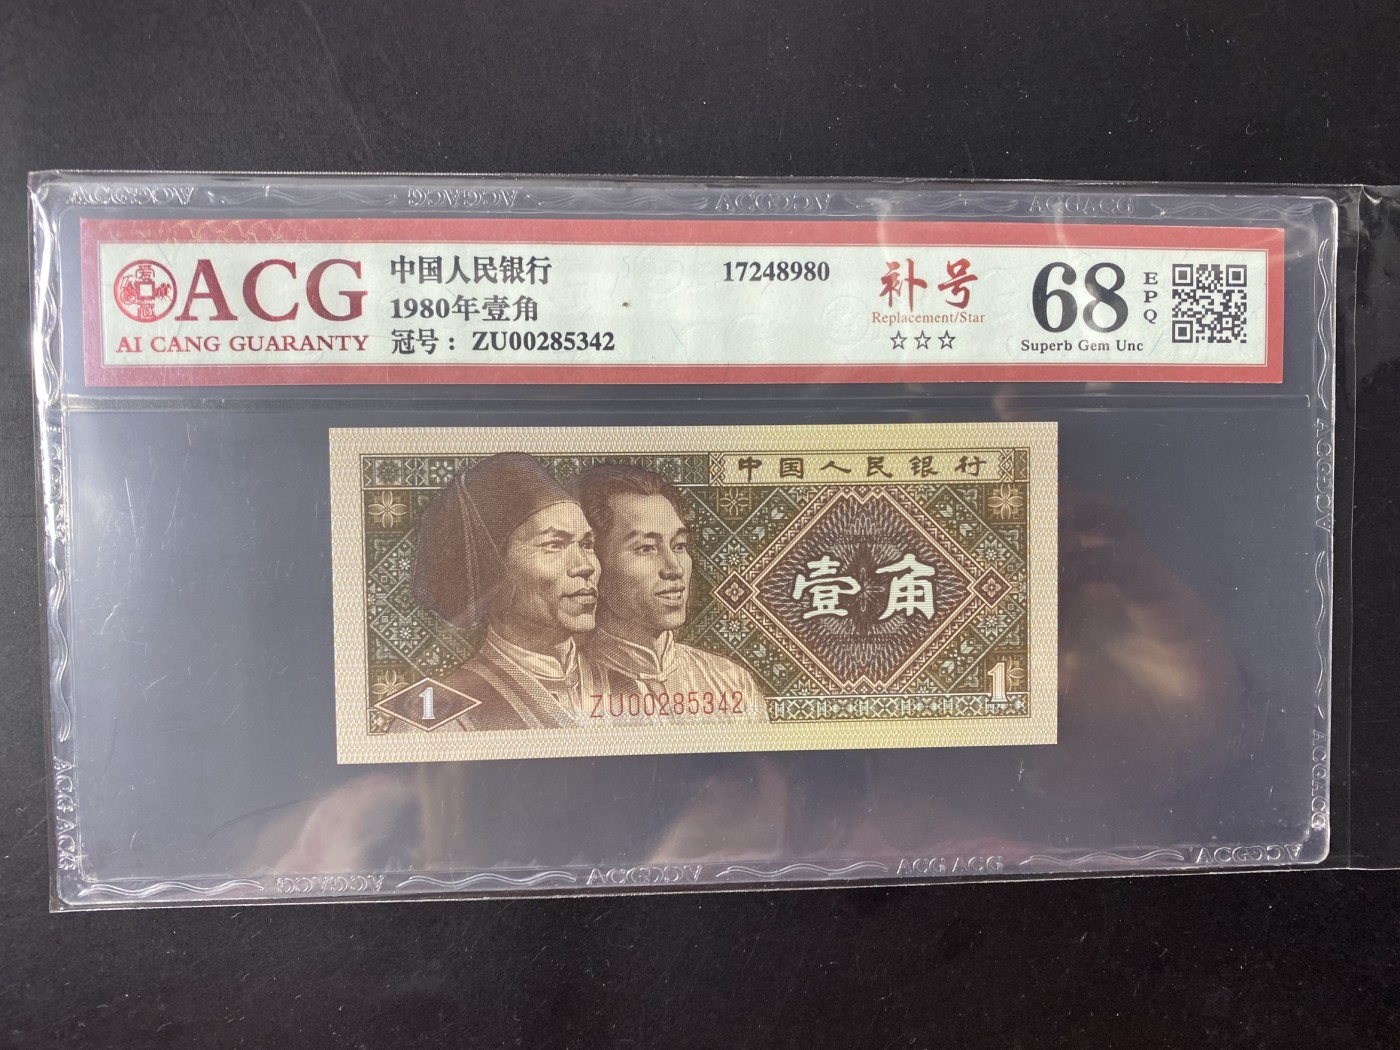 ACG
AI CANG GUARANTY
中国人民银行
1980年壹角
冠号： ZU00285342
17248980
补号
Replacement/Star
☆☆☆
68
EPQ
Superb Gem Unc
中国人民银行
壹角
1
1
ZU00285342